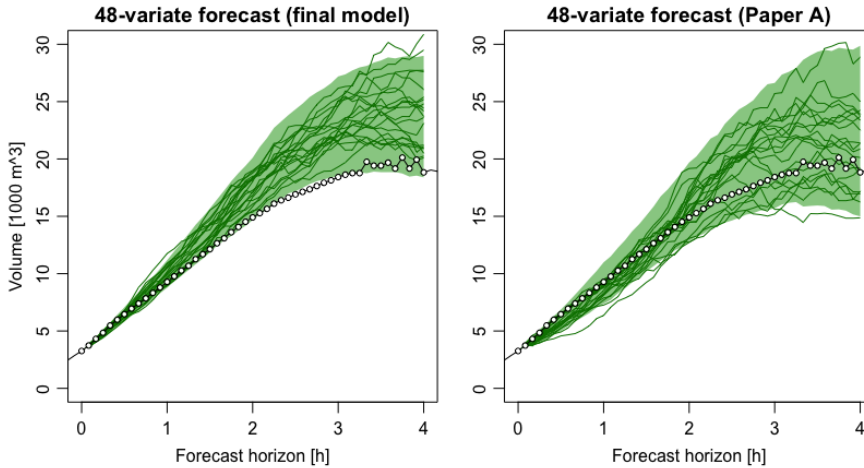 48-variate forecast (final model)
30
25
20
15
10
5
0
Volume [1000 m^3]
0 1 2 3 4
Forecast horizon [h]
48-variate forecast (Paper A)
30
25
20
15
10
5
0
0 1 2 3 4
Forecast horizon [h]